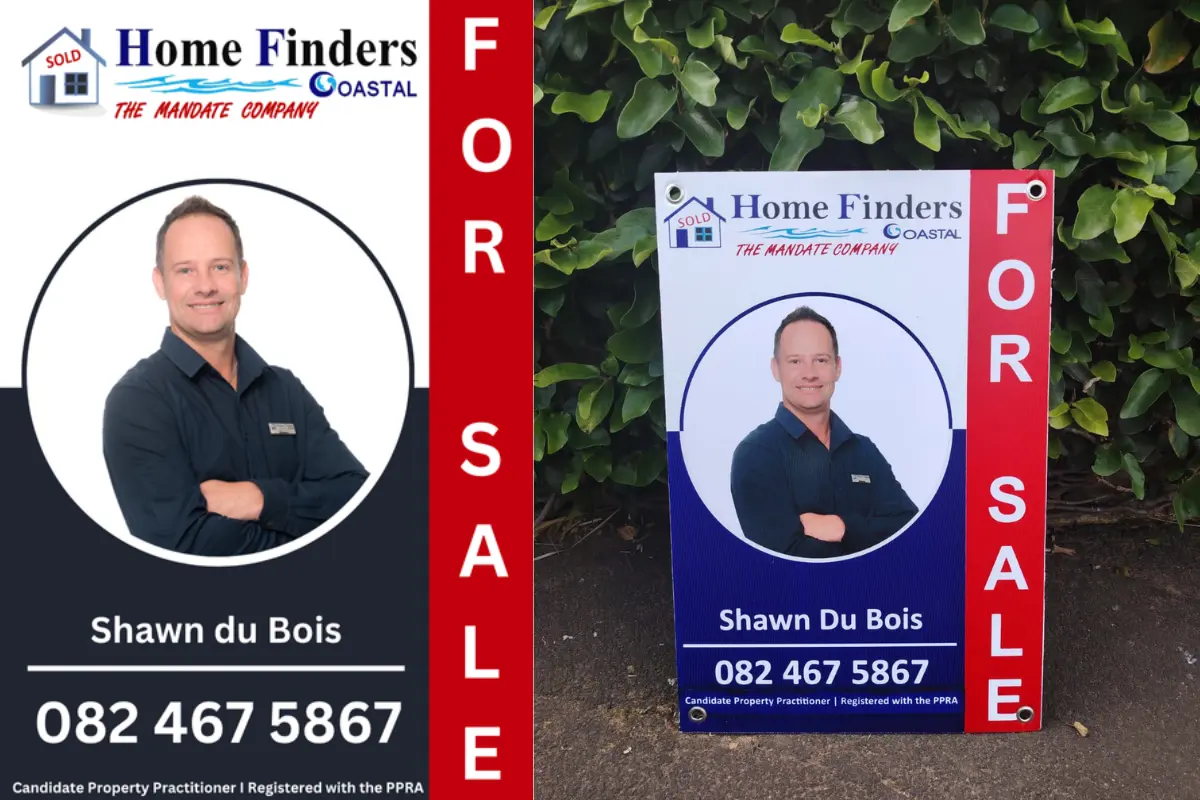 SOLD
Home Finders
COASTAL
THE MANDATE COMPANY
FOR SALE
Shawn du Bois
082 467 5867
Candidate Property Practitioner I Registered with the PPRA
SOLD
Home Finders
COASTAL
THE MANDATE COMPANY
FOR SALE
Shawn Du Bois
082 467 5867
Candidate Property Practitioner | Registered with the PPRA